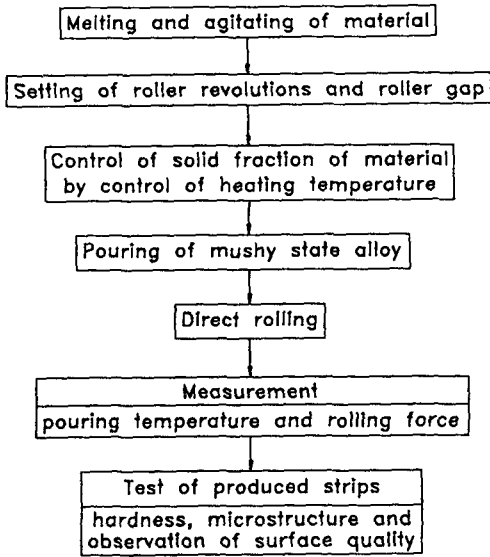 Melting and agitating of material
Setting of roller revolutions and roller gap
Control of solid fraction of material
by control of heating temperature
Pouring of mushy state alloy
Direct rolling
Measurement
pouring temperature and rolling force
Test of produced strips
hardness, microstructure and
observation of surface quality